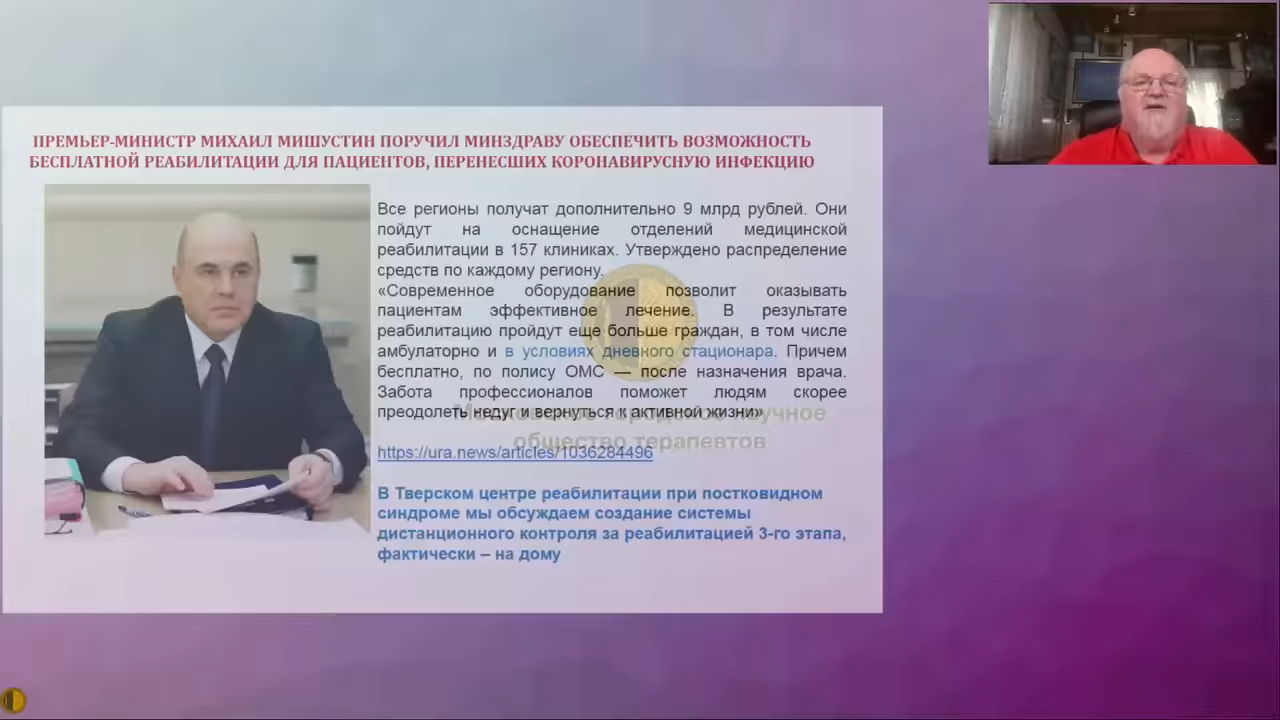 ПРЕМЬЕР-МИНИСТР МИХАИЛ МИШУСТИН ПОРУЧИЛ МИНЗДРАВУ ОБЕСПЕЧИТЬ ВОЗМОЖНОСТЬ
БЕСПЛАТНОЙ РЕАБИЛИТАЦИИ ДЛЯ ПАЦИЕНТОВ, ПЕРЕНЕСШИХ КОРОНАВИРУСНУЮ ИНФЕКЦИЮ
Все регионы получат дополнительно 9 млрд рублей. Они
пойдут на оснащение отделений медицинской
реабилитации в 157 клиниках. Утверждено распределение
средств по каждому региону.
«Современное оборудование позволит оказывать
пациентам эффективное лечение. В результате
реабилитацию пройдут еще больше граждан, в том числе
амбулаторно и в условиях дневного стационара. Причем
бесплатно, по полису ОМС — после назначения врача.
Забота профессионалов поможет людям скорее
преодолеть недуг и вернуться к активной жизни»
Московское городское научное
общество терапевтов
https://ura.news/articles/1036284496
В Тверском центре реабилитации при постковидном
синдроме мы обсуждаем создание системы
дистанционного контроля за реабилитацией 3-го этапа,
фактически – на дому